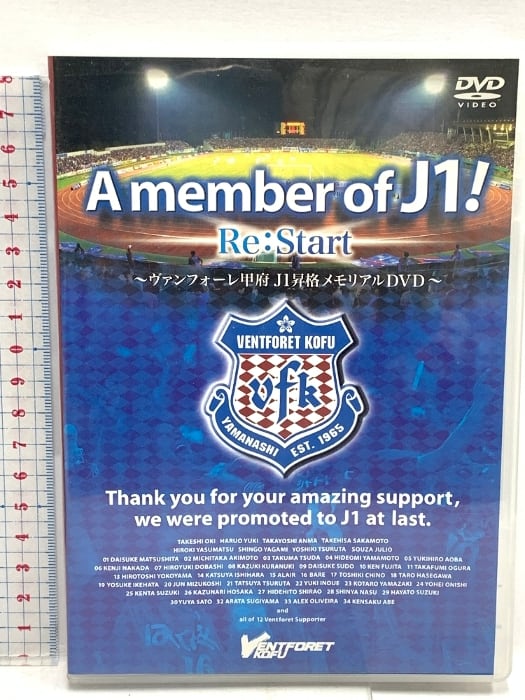 DVD
VIDEO
A member of J1!
Re:Start
～ヴァンフォーレ甲府 J1昇格メモリアルDVD～
VENTFORET KOFU
vfk
YAMANASHI
EST. 1965
Thank you for your amazing support,
we were promoted to J1 at last.
TAKESHI OKI HARUO YUKI TAKAYOSHI ANMA TAKEHISA SAKAMOTO
HIROKI YASUMATSU SHINGO YAGAMI YOSHIKI TSURUTA SOUZA JULIO
01 DAISUKE MATSUSHITA 02 MICHITAKA AKIMOTO 03 TAKUMA TSUDA 04 HIDEOMI YAMAMOTO 05 YUKIHIRO AOBA
06 KENJI NAKADA 07 HIROYUKI DOBASHI 08 KAZUKI KURANUKI 09 DAISUKE SUDO 10 KEN FUJITA 11 TAKAFUMI OGURA
13 HIROTOSHI YOKOYAMA 14 KATSUYA ISHIHARA 15 ALAIR 16 BARE 17 TOSHIKI CHINO 18 TARO HASEGAWA
19 YOSUKE IKEHATA 20 JUN MIZUKOSHI 21 TATSUYA TSURUTA 22 YUKI INOUE 23 KOTARO YAMAZAKI 24 YOHEI ONISHI
25 KENTA SUZUKI 26 KAZUNARI HOSAKA 27 HIDEHITO SHIRAO 28 SHINYA NASU 29 HAYATO SUZUKI
30 YUYA SATO 32 ARATA SUGIYAMA 33 ALEX OLIVEIRA 34 KENSAKU ABE
and
all of 12 Ventforet Supporter
VENTFORET
KOFU